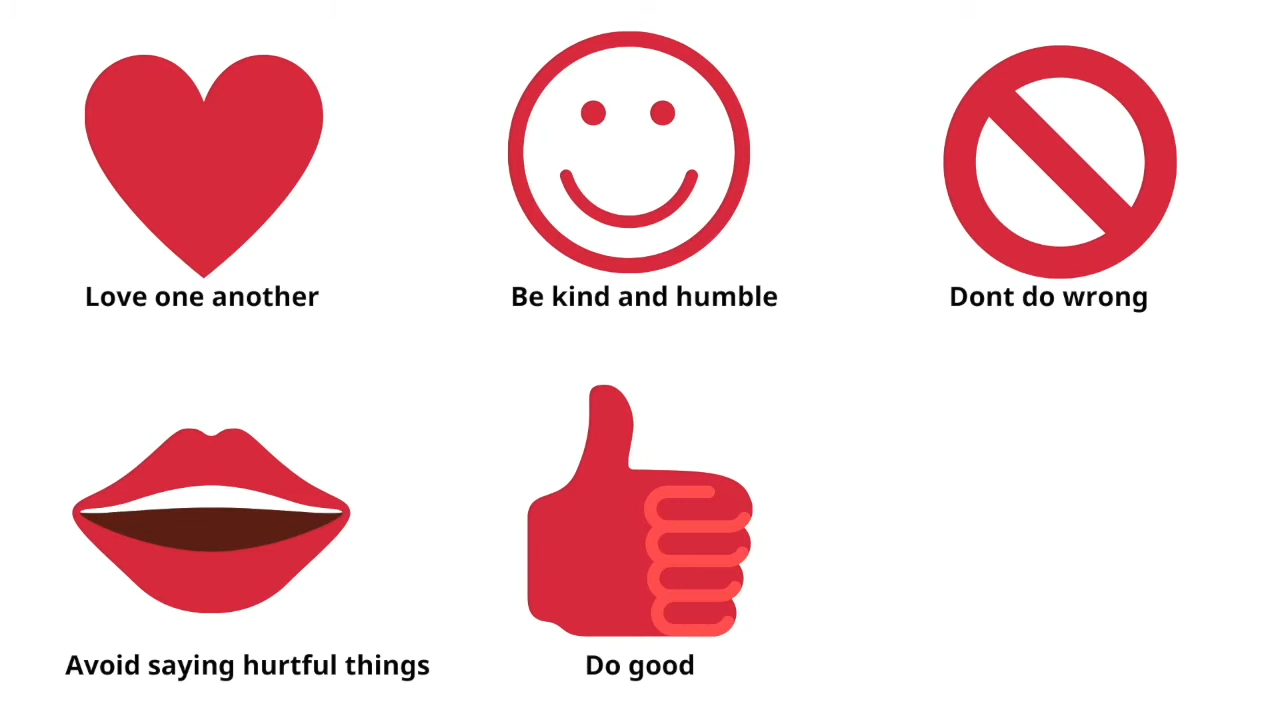 Love one another
Be kind and humble
Dont do wrong
Avoid saying hurtful things
Do good